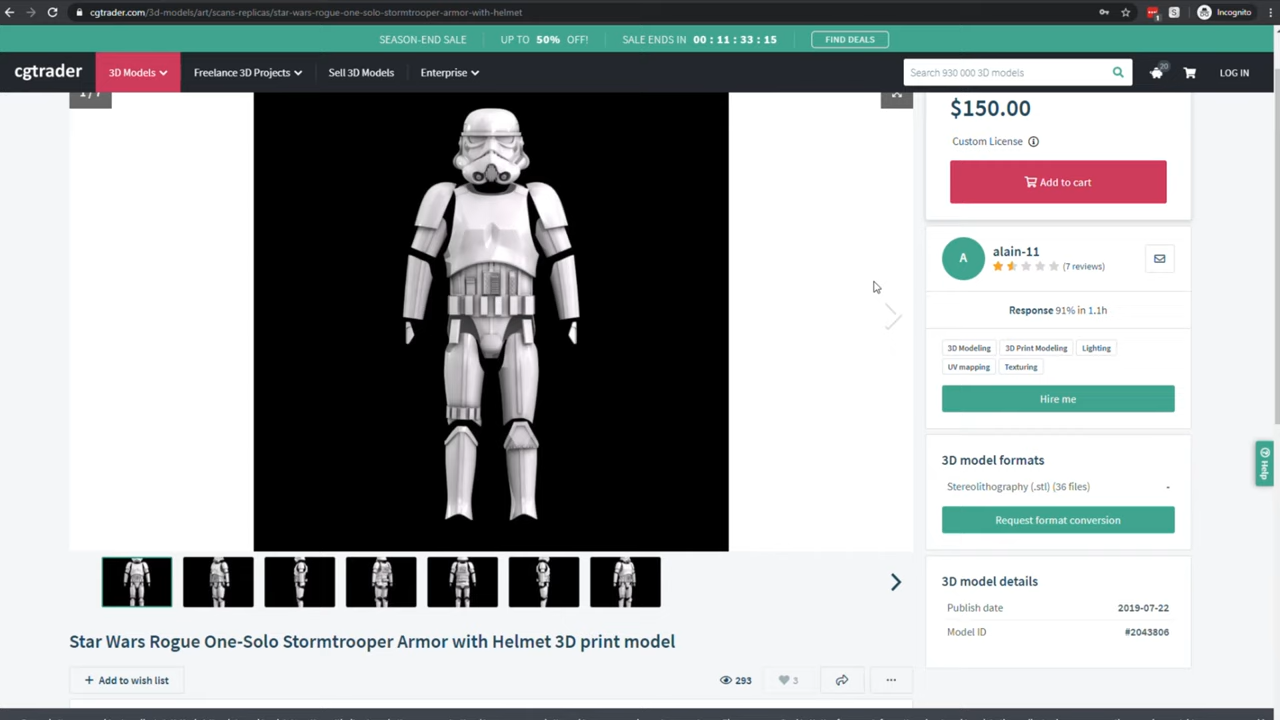 cgtrader.com/3d-models/art/scans-replicas/star-wars-rogue-one-solo-stormtrooper-armor-with-helmet
Incognito
SEASON-END SALE UP TO 50% OFF! SALE ENDS IN 00 : 11 : 33 : 15 FIND DEALS
cgtrader 3D Models Freelance 3D Projects Sell 3D Models Enterprise Search 930 000 3D models 20 LOG IN
$150.00
Custom License
Add to cart
A
alain-11
(7 reviews)
Response 91% in 1.1h
3D Modeling 3D Print Modeling Lighting
UV mapping Texturing
Hire me
Help
3D model formats
Stereolithography (.stl) (36 files) -
Request format conversion
3D model details
Publish date 2019-07-22
Model ID #2043806
Star Wars Rogue One-Solo Stormtrooper Armor with Helmet 3D print model
+ Add to wish list
293
3